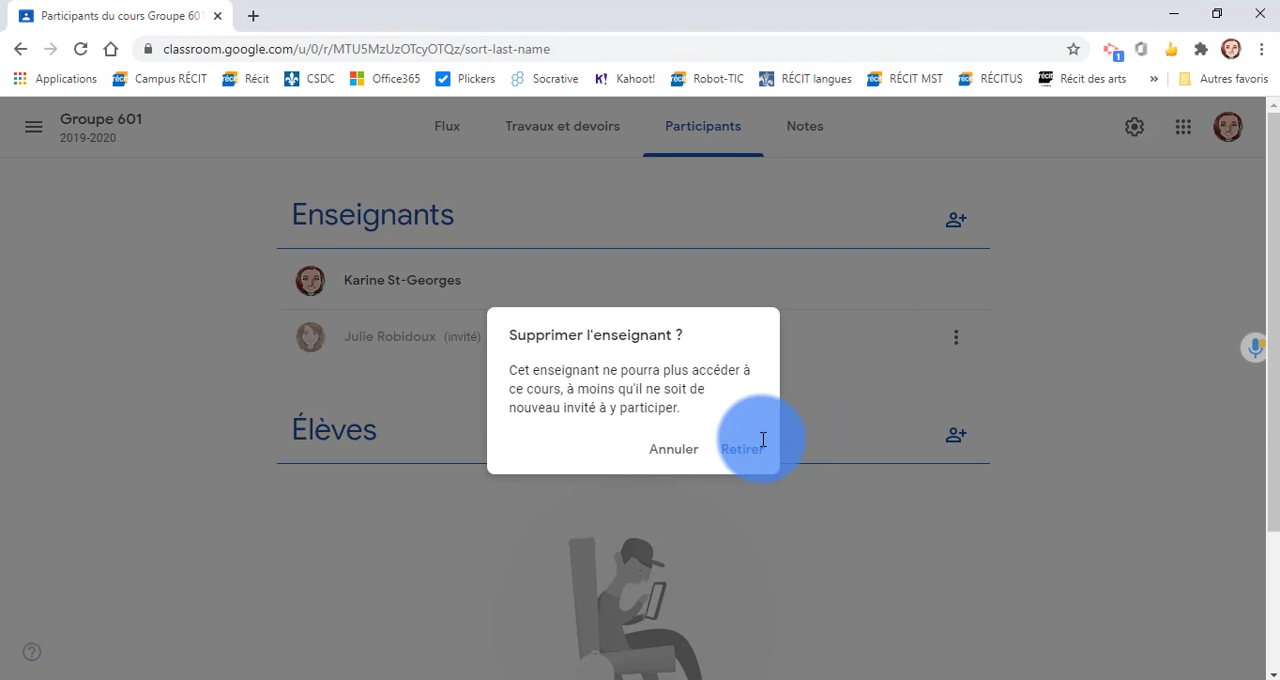 Participants du cours Groupe 601
classroom.google.com/u/0/r/MTU5MzUzOTcyOTQz/sort-last-name
1
Applications Campus RÉCIT Récit CSDC Office365 Plickers Socrative K! Kahoot! Robot-TIC RÉCIT langues RÉCIT MST RÉCITUS Récit des arts » Autres favoris
Groupe 601
2019-2020
Flux Travaux et devoirs Participants Notes
Enseignants
Karine St-Georges
Julie Robidoux (invité)
Supprimer l'enseignant ?
Cet enseignant ne pourra plus accéder à
ce cours, à moins qu'il ne soit de
nouveau invité à y participer.
Annuler Retirer
Élèves